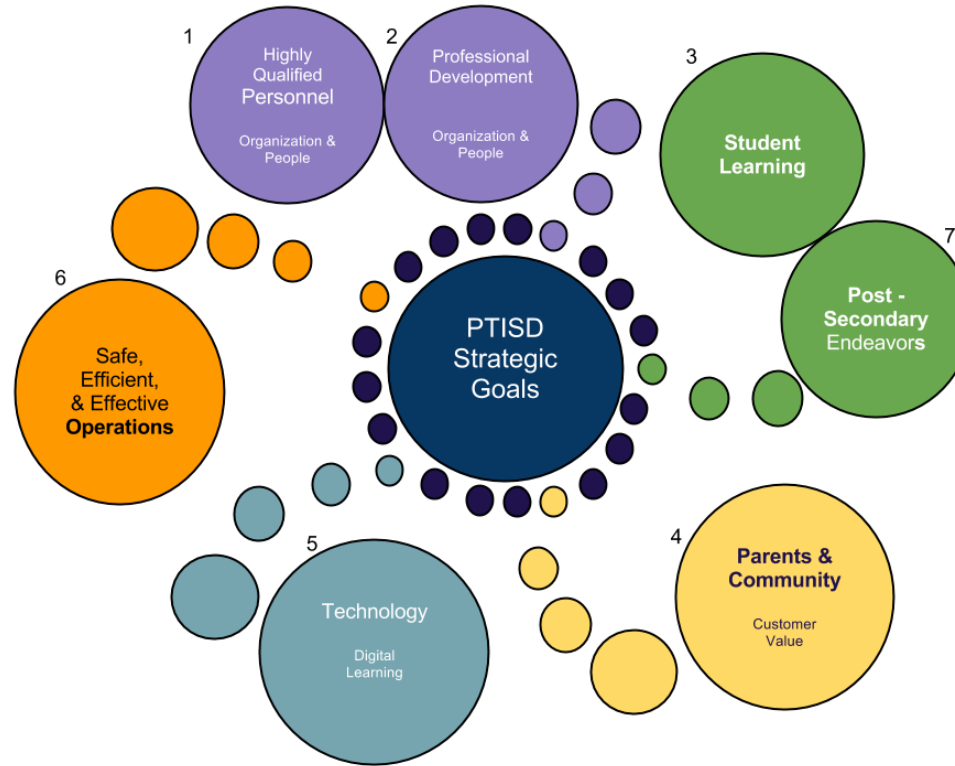 1
Highly
Qualified
Personnel
Organization &
People
2
Professional
Development
Organization &
People
3
Student
Learning
7
Post -
Secondary
Endeavors
PTISD
Strategic
Goals
6
Safe,
Efficient,
& Effective
Operations
5
Technology
Digital
Learning
4
Parents &
Community
Customer
Value